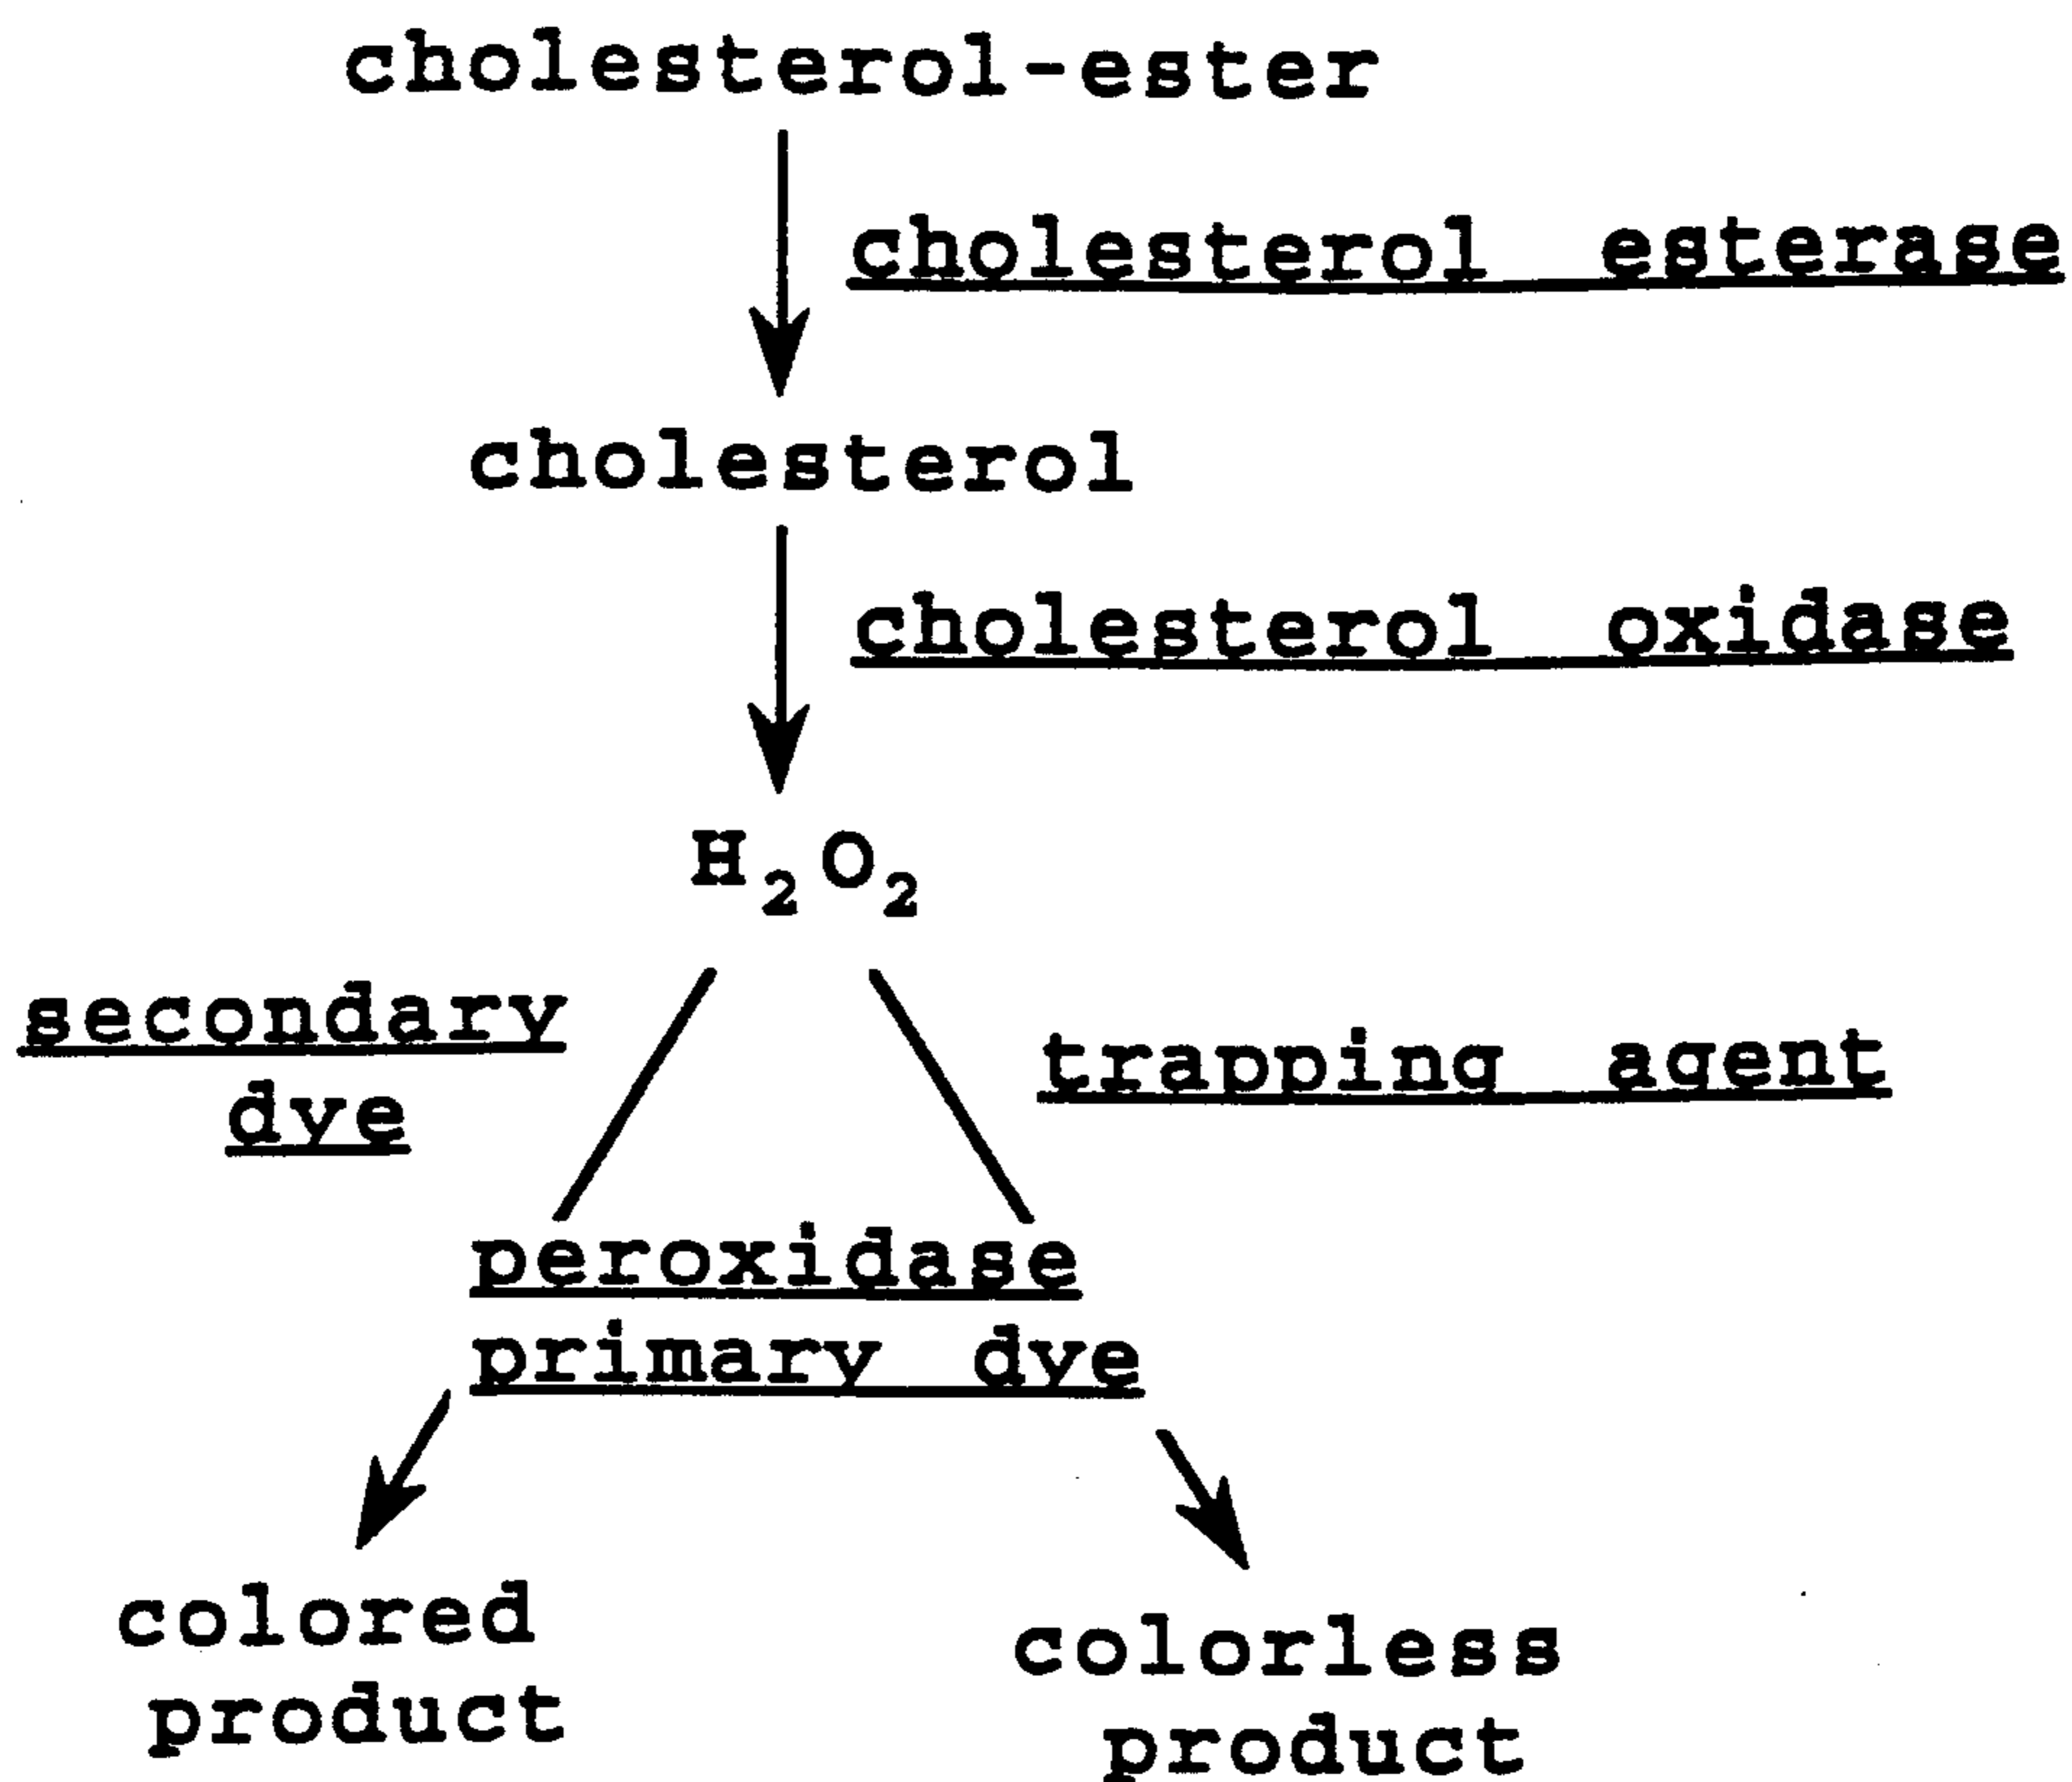 cholesterol-ester
cholesterol esterase
cholesterol
cholesterol oxidase
H₂O₂
secondary
dye
trapping agent
peroxidase
primary dye
colored
product
colorless
product